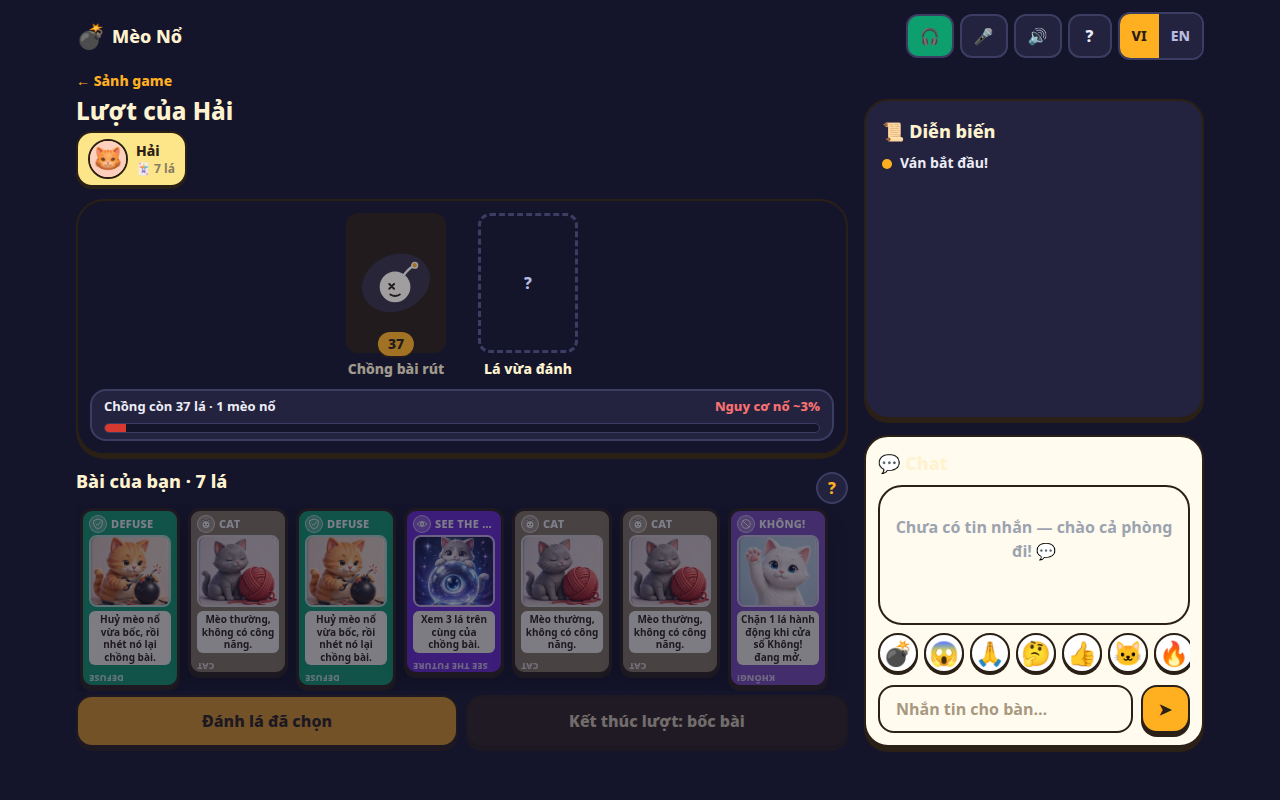 Mèo Nổ
?
VI
EN
← Sảnh game
Lượt của Hải
Hải
7 lá
37
?
Chồng bài rút
Lá vừa đánh
Chồng còn 37 lá · 1 mèo nổ
Nguy cơ nổ ~3%
Bài của bạn · 7 lá
?
DEFUSE
Huỷ mèo nổ
vừa bốc, rồi
nhét nó lại
chồng bài.
DEFUSE
CAT
Mèo thường,
không có công
năng.
CAT
DEFUSE
Huỷ mèo nổ
vừa bốc, rồi
nhét nó lại
chồng bài.
DEFUSE
SEE THE ...
Xem 3 lá trên
cùng của
chồng bài.
SEE THE FUTURE
CAT
Mèo thường,
không có công
năng.
CAT
CAT
Mèo thường,
không có công
năng.
CAT
KHÔNG!
Chặn 1 lá hành
động khi cửa
sổ Không!
đang mở.
KHÔNG!
Đánh lá đã chọn
Kết thúc lượt: bốc bài
Diễn biến
Ván bắt đầu!
Chat
Chưa có tin nhắn — chào cả phòng
đi!
Nhắn tin cho bàn...